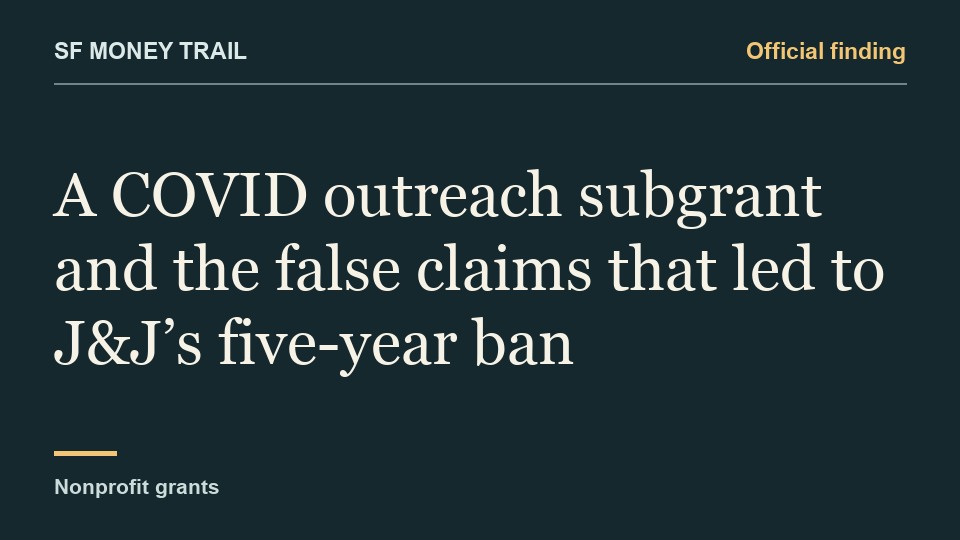 SF MONEY TRAIL
Official finding
A COVID outreach subgrant
and the false claims that led to
J&J’s five-year ban
Nonprofit grants